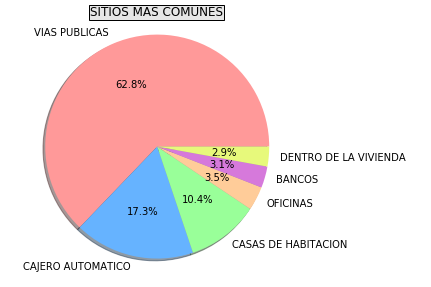 SITIOS MAS COMUNES
VIAS PUBLICAS
62.8%
2.9%
DENTRO DE LA VIVIENDA
3.1%
BANCOS
3.5%
OFICINAS
10.4%
CASAS DE HABITACION
17.3%
CAJERO AUTOMATICO